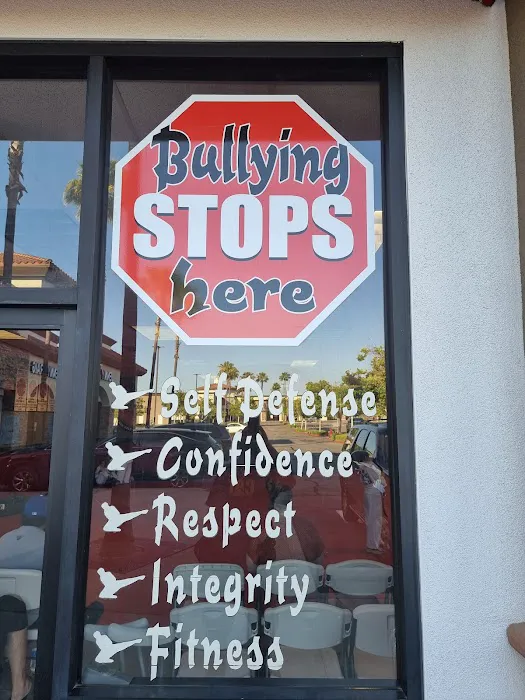 Bullying
STOPS
here
Self Defense
Confidence
Respect
Integrity
Fitness